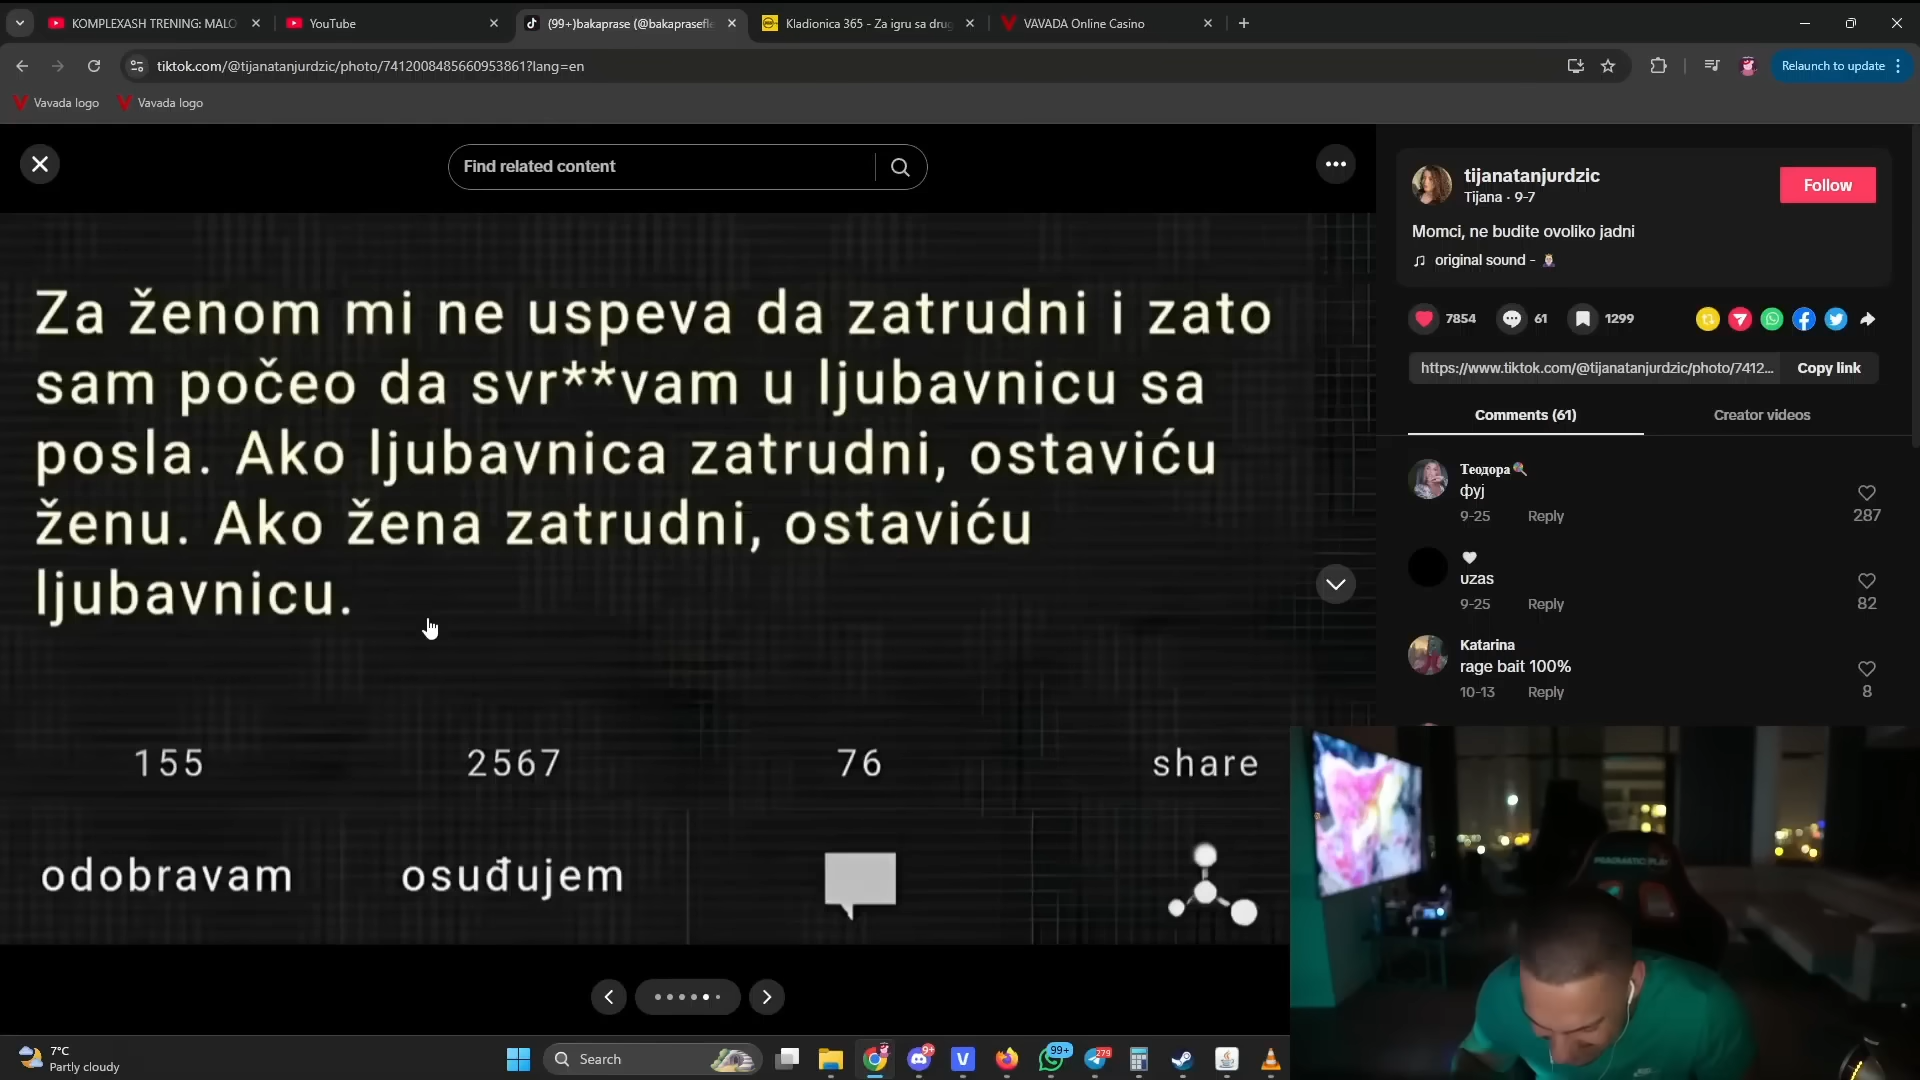 KOMPLEXASH TRENING: MALO
YouTube
(99+)bakaprase (@bakaprasefle
Kladionica 365 - Za igru sa drug
VAVADA Online Casino
tiktok.com/@tijanatanjurdzic/photo/7412008485660953861?lang=en
Relaunch to update
Vavada logo
Vavada logo
Find related content
Za ženom mi ne uspeva da zatrudni i zato
sam počeo da svr**vam u ljubavnicu sa
posla. Ako ljubavnica zatrudni, ostaviću
ženu. Ako žena zatrudni, ostaviću
ljubavnicu.
155
2567
76
share
odobravam
osuđujem
tijanatanjurdzic
Tijana · 9-7
Follow
Momci, ne budite ovoliko jadni
original sound -
7854
61
1299
https://www.tiktok.com/@tijanatanjurdzic/photo/7412...
Copy link
Comments (61)
Creator videos
Теодора
фуј
9-25
Reply
287
uzas
9-25
Reply
82
Katarina
rage bait 100%
10-13
Reply
8
PRAGMATIC PLAY
7°C
Partly cloudy
Search
9+
99+
279